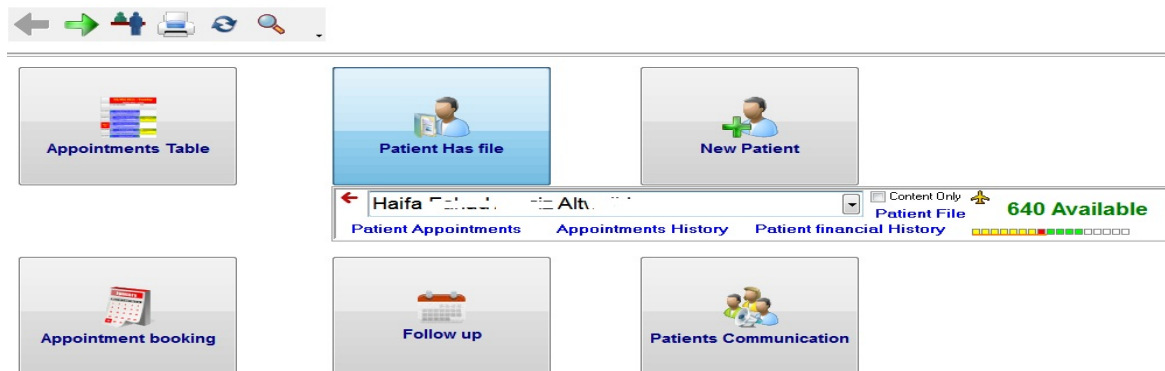 Appointments Table
Patient Has file
New Patient
Haifa
Content Only
Patient File
640 Available
Patient Appointments
Appointments History
Patient financial History
Appointment booking
Follow up
Patients Communication